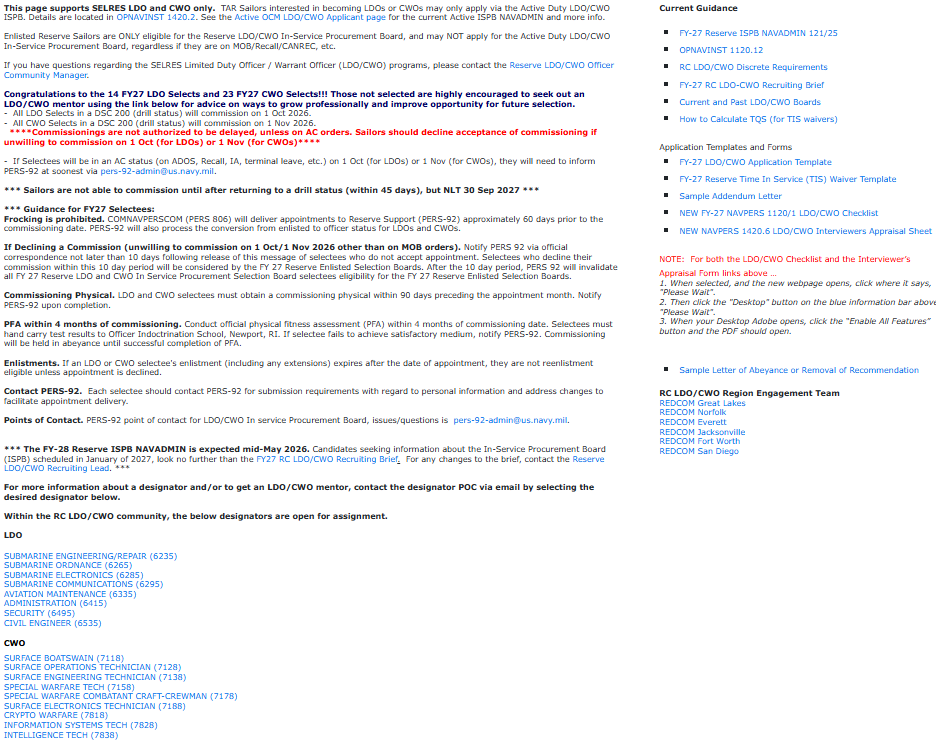 This page supports SELRES LDO and CWO only.  TAR Sailors interested in becoming LDOs or CWOs may only apply via the Active Duty LDO/CWO
ISPB. Details are located in OPNAVINST 1420.2. See the Active OCM LDO/CWO Applicant page for the current Active ISPB NAVADMIN and more info.
Enlisted Reserve Sailors are ONLY eligible for the Reserve LDO/CWO In-Service Procurement Board, and may NOT apply for the Active Duty LDO/CWO
In-Service Procurement Board, regardless if they are on MOB/Recall/CANREC, etc.
If you have questions regarding the SELRES Limited Duty Officer / Warrant Officer (LDO/CWO) programs, please contact the Reserve LDO/CWO Officer
Community Manager.
Congratulations to the 14 FY27 LDO Selects and 23 FY27 CWO Selects!!! Those not selected are highly encouraged to seek out an
LDO/CWO mentor using the link below for advice on ways to grow professionally and improve opportunity for future selection.
- All LDO Selects in a DSC 200 (drill status) will commission on 1 Oct 2026.
- All CWO Selects in a DSC 200 (drill status) will commission on 1 Nov 2026.
****Commissionings are not authorized to be delayed, unless on AC orders. Sailors should decline acceptance of commissioning if
unwilling to commission on 1 Oct (for LDOs) or 1 Nov (for CWOs)****
- If Selectees will be in an AC status (on ADOS, Recall, IA, terminal leave, etc.) on 1 Oct (for LDOs) or 1 Nov (for CWOs), they will need to inform
PERS-92 at soonest via pers-92-admin@us.navy.mil.
*** Sailors are not able to commission until after returning to a drill status (within 45 days), but NLT 30 Sep 2027 ***
*** Guidance for FY27 Selectees:
Frocking is prohibited. COMNAVPERSCOM (PERS 806) will deliver appointments to Reserve Support (PERS-92) approximately 60 days prior to the
commissioning date. PERS-92 will also process the conversion from enlisted to officer status for LDOs and CWOs.
If Declining a Commission (unwilling to commission on 1 Oct/1 Nov 2026 other than on MOB orders). Notify PERS 92 via official
correspondence not later than 10 days following release of this message of selectees who do not accept appointment. Selectees who decline their
commission within this 10 day period will be considered by the FY 27 Reserve Enlisted Selection Boards. After the 10 day period, PERS 92 will invalidate
all FY 27 Reserve LDO and CWO In Service Procurement Selection Board selectees eligibility for the FY 27 Reserve Enlisted Selection Boards.
Commissioning Physical. LDO and CWO selectees must obtain a commissioning physical within 90 days preceding the appointment month. Notify
PERS-92 upon completion.
PFA within 4 months of commissioning. Conduct official physical fitness assessment (PFA) within 4 months of commissioning date. Selectees must
hand carry test results to Officer Indoctrination School, Newport, RI. If selectee fails to achieve satisfactory medium, notify PERS-92. Commissioning
will be held in abeyance until successful completion of PFA.
Enlistments. If an LDO or CWO selectee's enlistment (including any extensions) expires after the date of appointment, they are not reenlistment
eligible unless appointment is declined.
Contact PERS-92.  Each selectee should contact PERS-92 for submission requirements with regard to personal information and address changes to
facilitate appointment delivery.
Points of Contact. PERS-92 point of contact for LDO/CWO In service Procurement Board, issues/questions is  pers-92-admin@us.navy.mil.
*** The FY-28 Reserve ISPB NAVADMIN is expected mid-May 2026. Candidates seeking information about the In-Service Procurement Board
(ISPB) scheduled in January of 2027, look no further than the FY27 RC LDO/CWO Recruiting Brief.  For any changes to the brief, contact the Reserve
LDO/CWO Recruiting Lead. ***
For more information about a designator and/or to get an LDO/CWO mentor, contact the designator POC via email by selecting the
desired designator below.
Within the RC LDO/CWO community, the below designators are open for assignment.
LDO
SUBMARINE ENGINEERING/REPAIR (6235)
SUBMARINE ORDNANCE (6265)
SUBMARINE ELECTRONICS (6285)
SUBMARINE COMMUNICATIONS (6295)
AVIATION MAINTENANCE (6335)
ADMINISTRATION (6415)
SECURITY (6495)
CIVIL ENGINEER (6535)
CWO
SURFACE BOATSWAIN (7118)
SURFACE OPERATIONS TECHNICIAN (7128)
SURFACE ENGINEERING TECHNICIAN (7138)
SPECIAL WARFARE TECH (7158)
SPECIAL WARFARE COMBATANT CRAFT-CREWMAN (7178)
SURFACE ELECTRONICS TECHNICIAN (7188)
CRYPTO WARFARE (7818)
INFORMATION SYSTEMS TECH (7828)
INTELLIGENCE TECH (7838)
Current Guidance
FY-27 Reserve ISPB NAVADMIN 121/25
OPNAVINST 1120.12
RC LDO/CWO Discrete Requirements
FY-27 RC LDO-CWO Recruiting Brief
Current and Past LDO/CWO Boards
How to Calculate TQS (for TIS waivers)
Application Templates and Forms
FY-27 LDO/CWO Application Template
FY-27 Reserve Time In Service (TIS) Waiver Template
Sample Addendum Letter
NEW FY-27 NAVPERS 1120/1 LDO/CWO Checklist
NEW NAVPERS 1420.6 LDO/CWO Interviewers Appraisal Sheet
NOTE:  For both the LDO/CWO Checklist and the Interviewer's
Appraisal Form links above ...
1. When selected, and the new webpage opens, click where it says,
"Please Wait".
2. Then click the "Desktop" button on the blue information bar above
"Please Wait".
3. When your Desktop Adobe opens, click the "Enable All Features"
button and the PDF should open.
Sample Letter of Abeyance or Removal of Recommendation
RC LDO/CWO Region Engagement Team
REDCOM Great Lakes
REDCOM Norfolk
REDCOM Everett
REDCOM Jacksonville
REDCOM Fort Worth
REDCOM San Diego